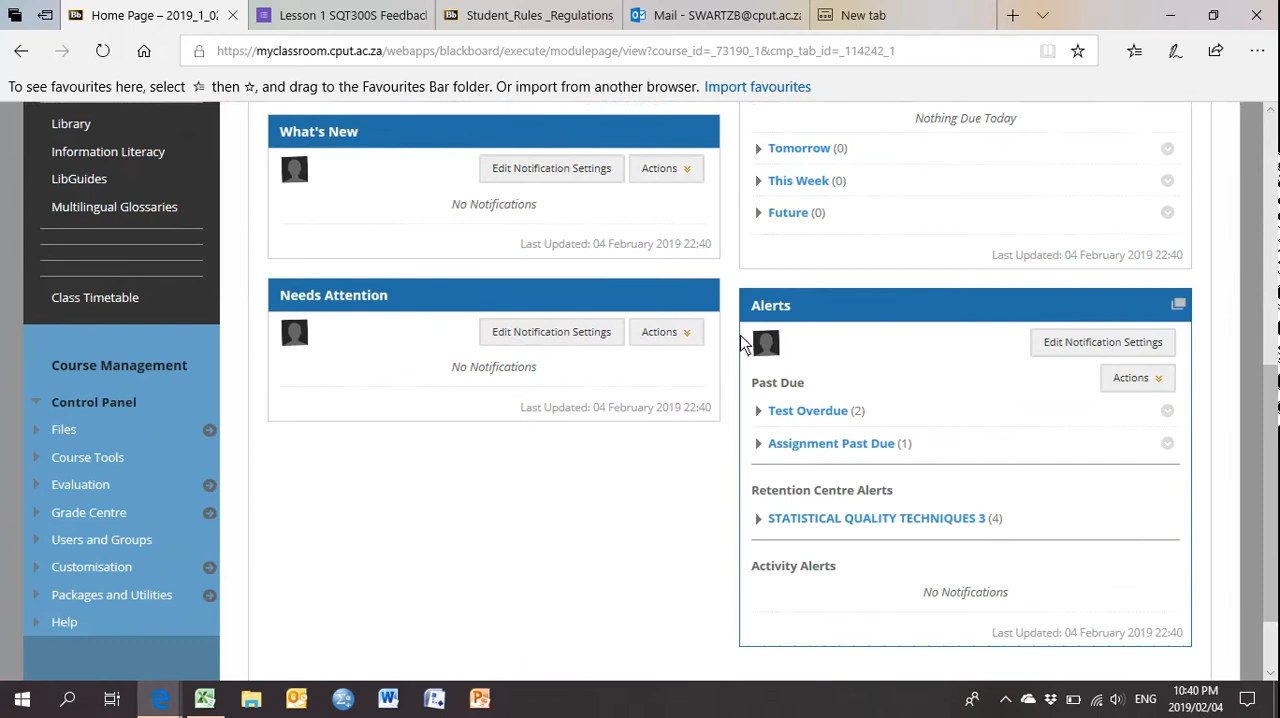 Home Page – 2019_1_02
Lesson 1 SQT300S Feedback
Student_Rules _Regulations
Mail - SWARTZB@cput.ac.za
New tab
https://myclassroom.cput.ac.za/webapps/blackboard/execute/modulepage/view?course_id=_73190_1&cmp_tab_id=_114242_1
To see favourites here, select then , and drag to the Favourites Bar folder. Or import from another browser. Import favourites
Library
Information Literacy
LibGuides
Multilingual Glossaries
Class Timetable
Course Management
Control Panel
Files
Course Tools
Evaluation
Grade Centre
Users and Groups
Customisation
Packages and Utilities
Help
What's New
Edit Notification Settings
Actions
No Notifications
Last Updated: 04 February 2019 22:40
Needs Attention
Edit Notification Settings
Actions
No Notifications
Last Updated: 04 February 2019 22:40
Nothing Due Today
Tomorrow (0)
This Week (0)
Future (0)
Last Updated: 04 February 2019 22:40
Alerts
Edit Notification Settings
Actions
Past Due
Test Overdue (2)
Assignment Past Due (1)
Retention Centre Alerts
STATISTICAL QUALITY TECHNIQUES 3 (4)
Activity Alerts
No Notifications
Last Updated: 04 February 2019 22:40
ENG
10:40 PM
2019/02/04